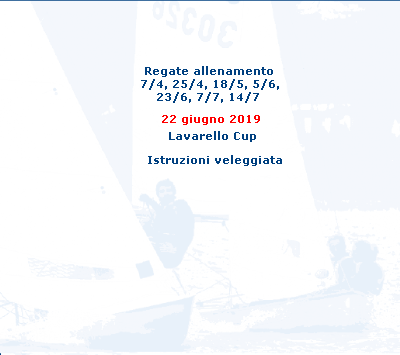 30326
Regate allenamento
7/4, 25/4, 18/5, 5/6,
23/6, 7/7, 14/7
22 giugno 2019
Lavarello Cup
Istruzioni veleggiata